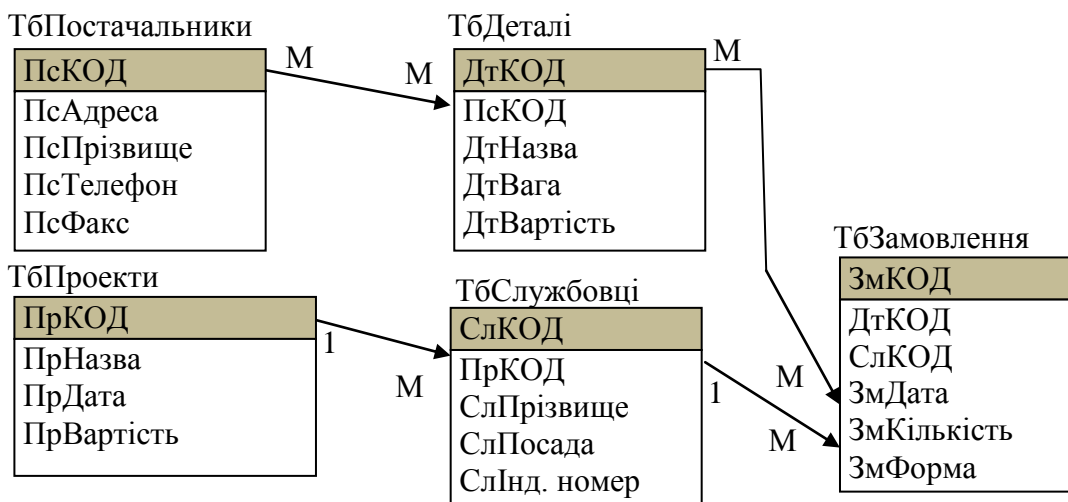 ТбПостачальники
ПсКОД
ПсАдреса
ПсПрізвище
ПсТелефон
ПсФакс
М
М
ТбДеталі
ДтКОД
ПсКОД
ДтНазва
ДтВага
ДтВартість
М
ТбПроекти
ПрКОД
ПрНазва
ПрДата
ПрВартість
1
М
ТбСлужбовці
СлКОД
ПрКОД
СлПрізвище
СлПосада
СлІнд. номер
1
М
М
ТбЗамовлення
ЗмКОД
ДтКОД
СлКОД
ЗмДата
ЗмКількість
ЗмФорма